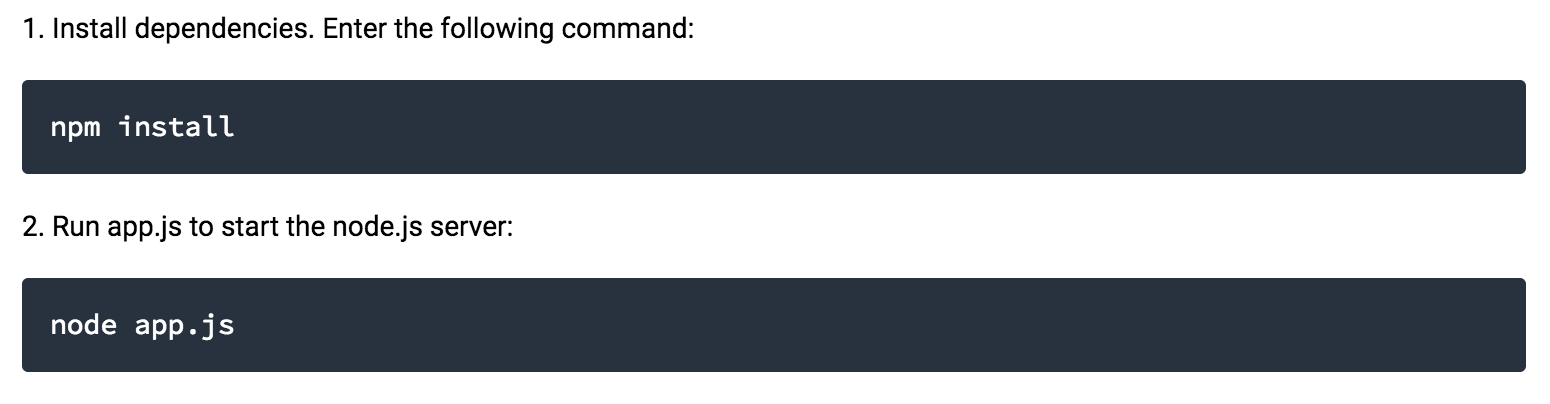 1. Install dependencies. Enter the following command:
npm install
2. Run app.js to start the node.js server:
node app.js